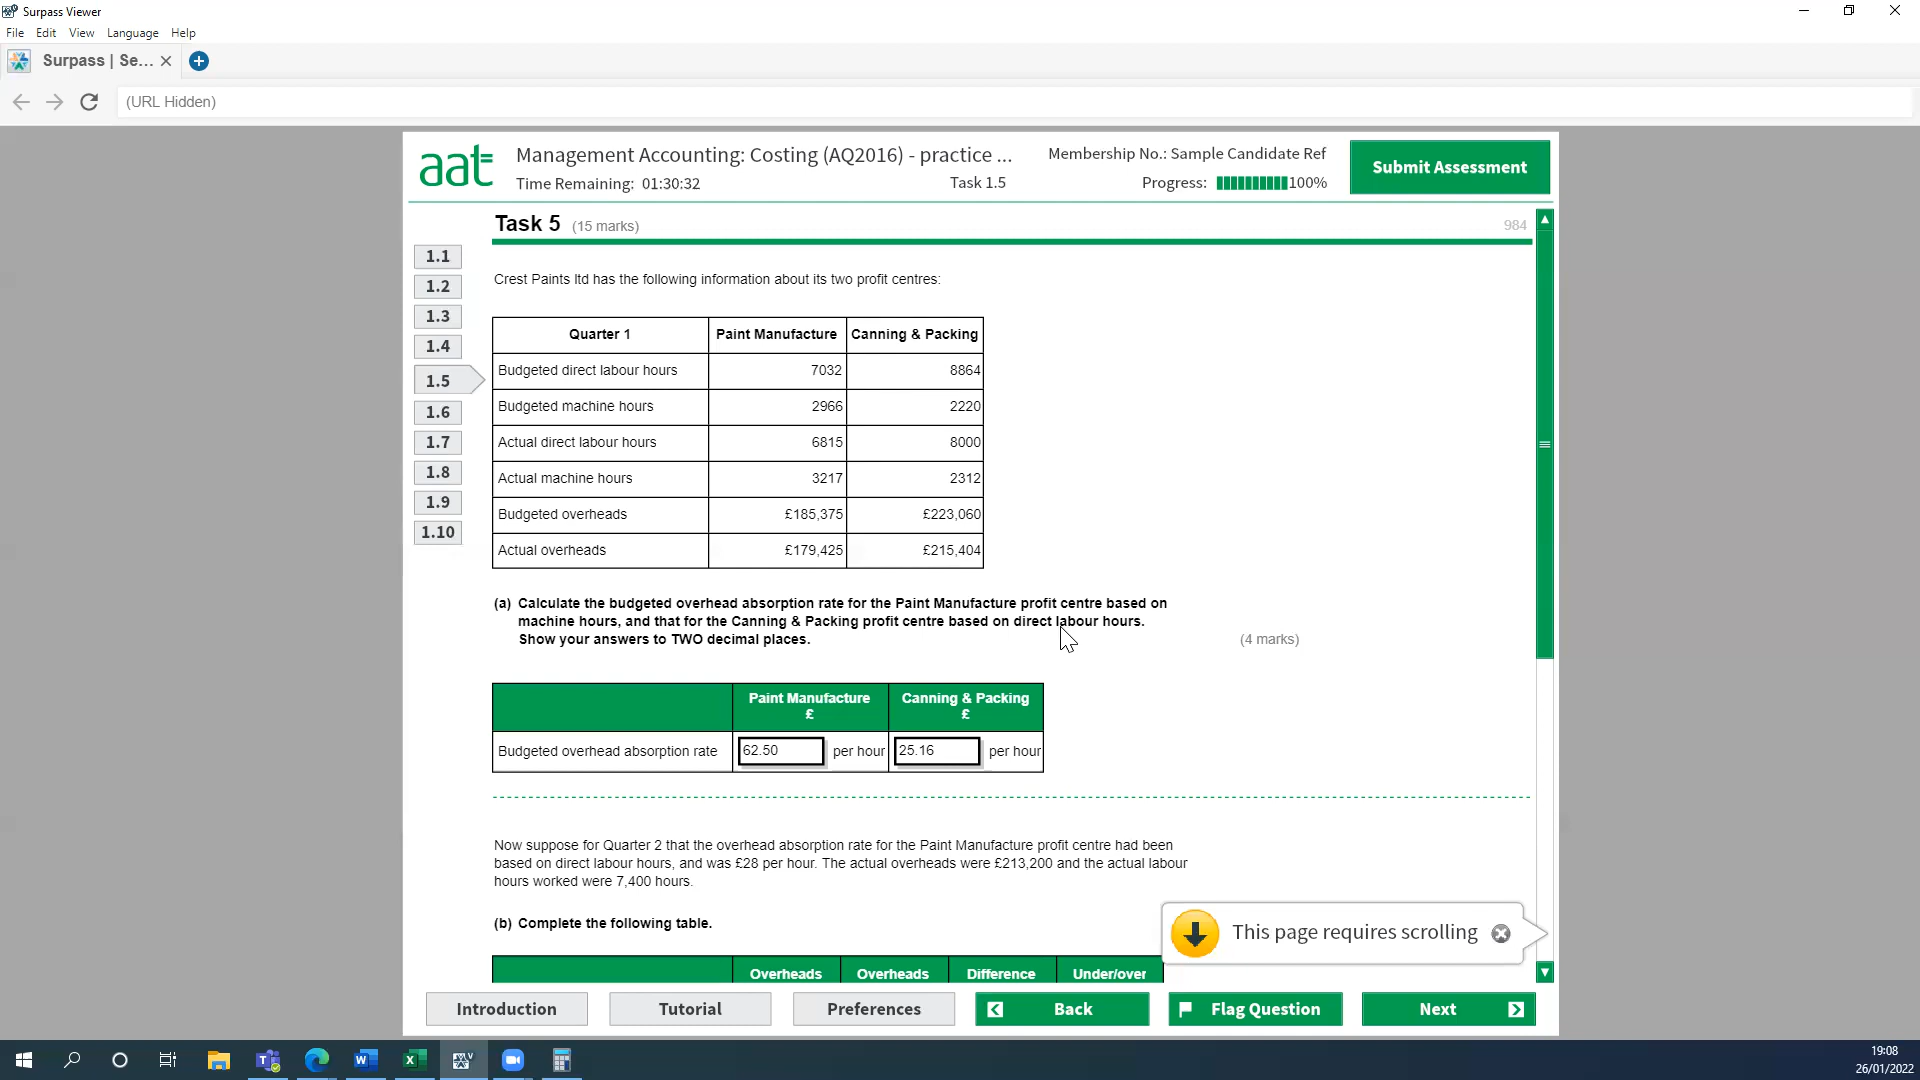 Surpass Viewer
File Edit View Language Help
Surpass | Se...
(URL Hidden)
aat
Management Accounting: Costing (AQ2016) - practice ...
Membership No.: Sample Candidate Ref
Submit Assessment
Time Remaining: 01:30:32
Task 1.5
Progress: 100%
Task 5 (15 marks)
984
1.1
1.2
1.3
1.4
1.5
1.6
1.7
1.8
1.9
1.10
Crest Paints ltd has the following information about its two profit centres:
Quarter 1 Paint Manufacture Canning & Packing
Budgeted direct labour hours 7032 8864
Budgeted machine hours 2966 2220
Actual direct labour hours 6815 8000
Actual machine hours 3217 2312
Budgeted overheads £185,375 £223,060
Actual overheads £179,425 £215,404
(a) Calculate the budgeted overhead absorption rate for the Paint Manufacture profit centre based on
machine hours, and that for the Canning & Packing profit centre based on direct labour hours.
Show your answers to TWO decimal places.
(4 marks)
Paint Manufacture Canning & Packing
£ £
Budgeted overhead absorption rate 62.50 per hour 25.16 per hour
Now suppose for Quarter 2 that the overhead absorption rate for the Paint Manufacture profit centre had been
based on direct labour hours, and was £28 per hour. The actual overheads were £213,200 and the actual labour
hours worked were 7,400 hours.
(b) Complete the following table.
This page requires scrolling
Overheads Overheads Difference Under/over
Introduction Tutorial Preferences Back Flag Question Next
19:08
26/01/2022